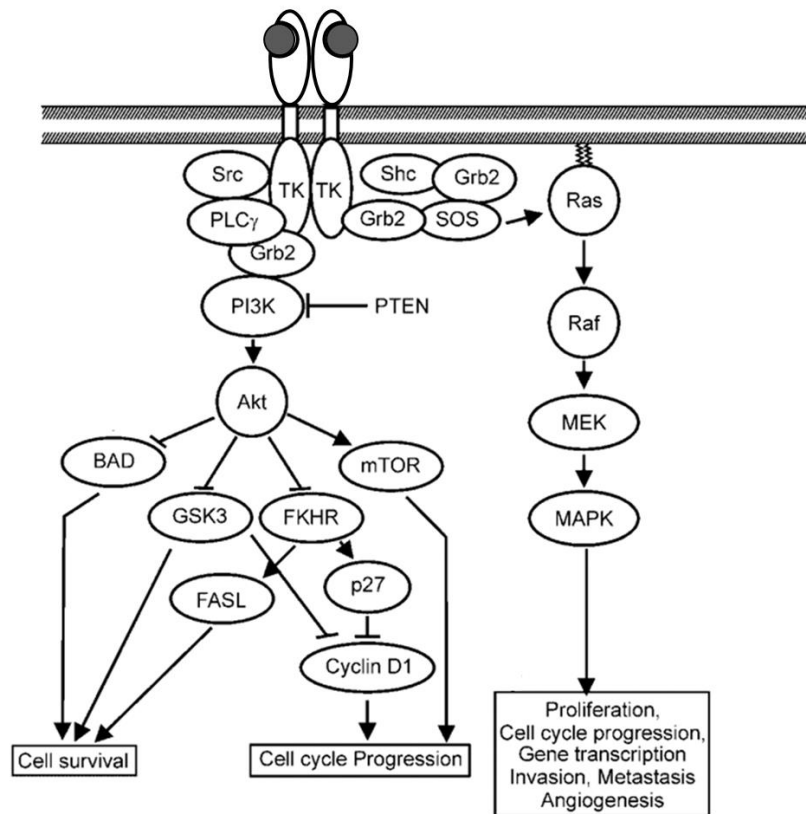 Src
TK
TK
Shc
Grb2
PLCγ
Grb2
SOS
Ras
Grb2
PI3K
PTEN
Raf
Akt
MEK
BAD
mTOR
GSK3
FKHR
MAPK
FASL
p27
Cyclin D1
Cell survival
Cell cycle Progression
Proliferation,
Cell cycle progression,
Gene transcription
Invasion, Metastasis
Angiogenesis